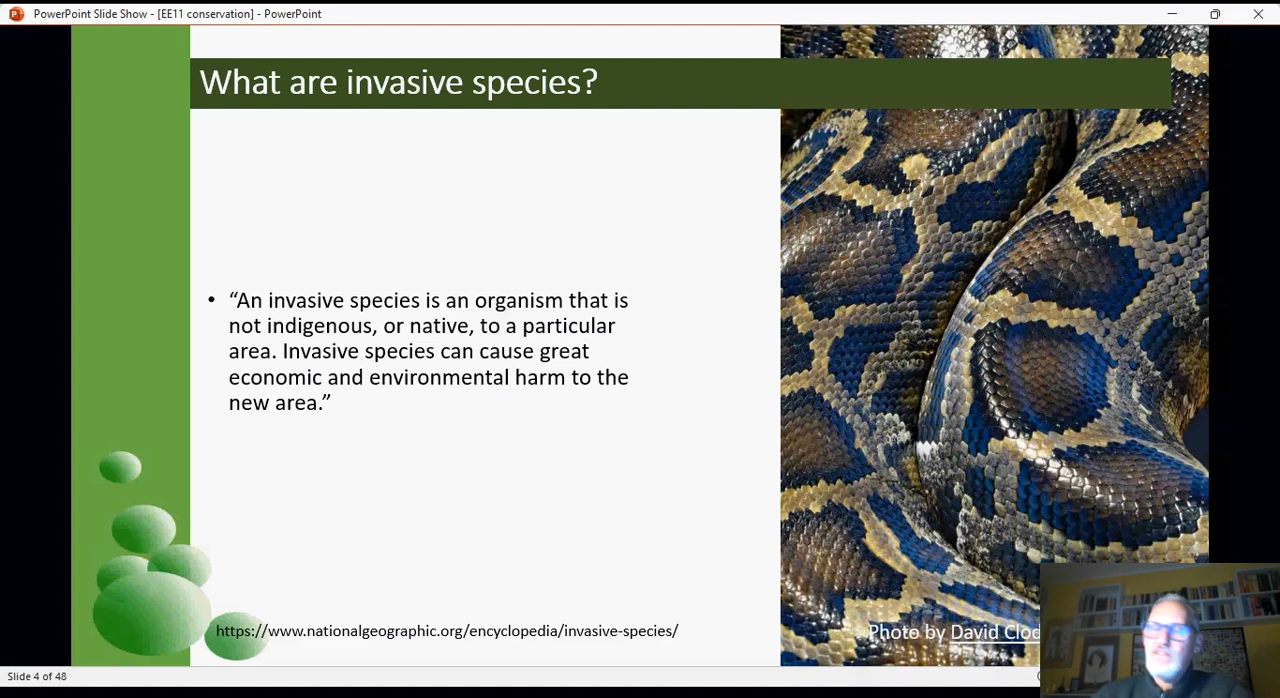 PowerPoint Slide Show - [EE11 conservation] - PowerPoint
What are invasive species?
• “An invasive species is an organism that is
not indigenous, or native, to a particular
area. Invasive species can cause great
economic and environmental harm to the
new area.”
https://www.nationalgeographic.org/encyclopedia/invasive-species/
Photo by David
Slide 4 of 48